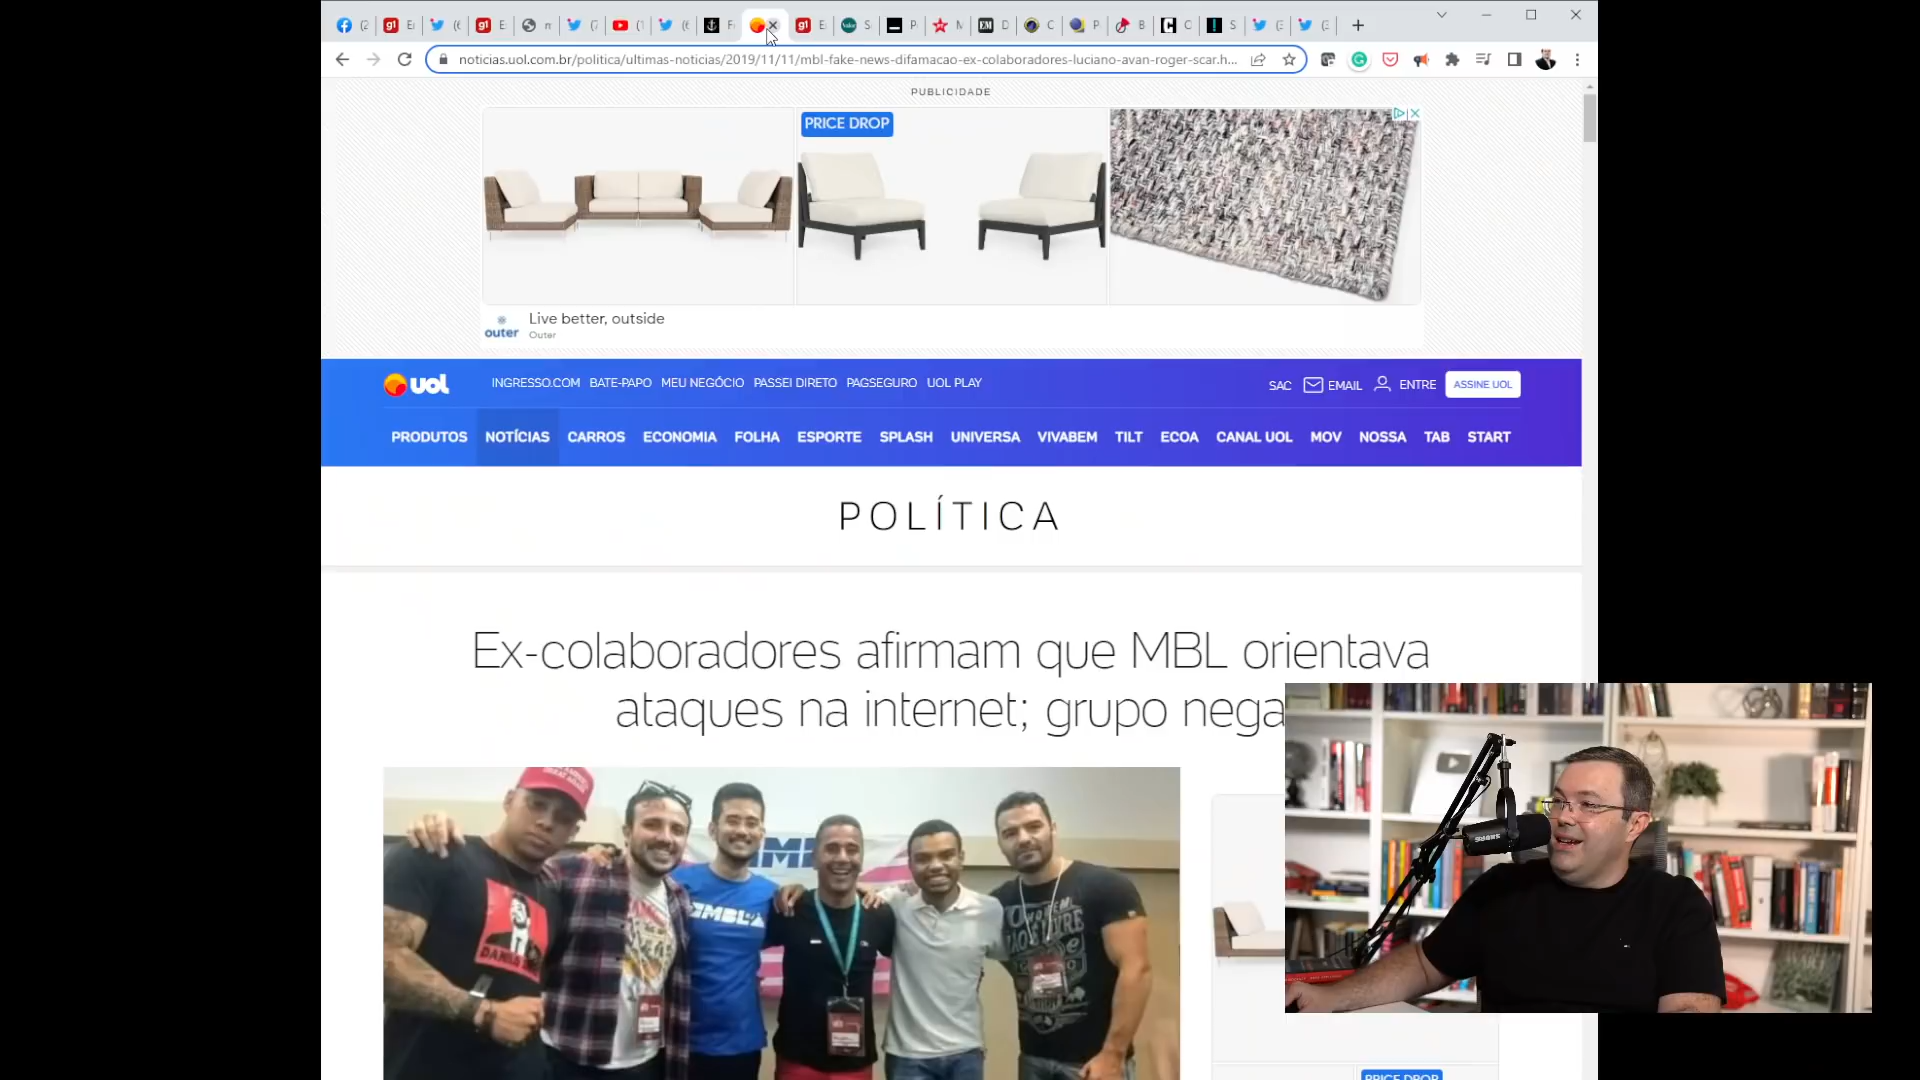 noticias.uol.com.br/politica/ultimas-noticias/2019/11/11/mbl-fake-news-difamacao-ex-colaboradores-luciano-avan-roger-scar.h...
PUBLICIDADE
PRICE DROP
Live better, outside
outer
Outer
uol
INGRESSO.COM BATE-PAPO MEU NEGÓCIO PASSEI DIRETO PAGSEGURO UOL PLAY
SAC EMAIL ENTRE ASSINE UOL
PRODUTOS NOTÍCIAS CARROS ECONOMIA FOLHA ESPORTE SPLASH UNIVERSA VIVABEM TILT ECOA CANAL UOL MOV NOSSA TAB START
POLÍTICA
Ex-colaboradores afirmam que MBL orientava
ataques na internet; grupo nega
MBL
SHURE
PRICE DROP